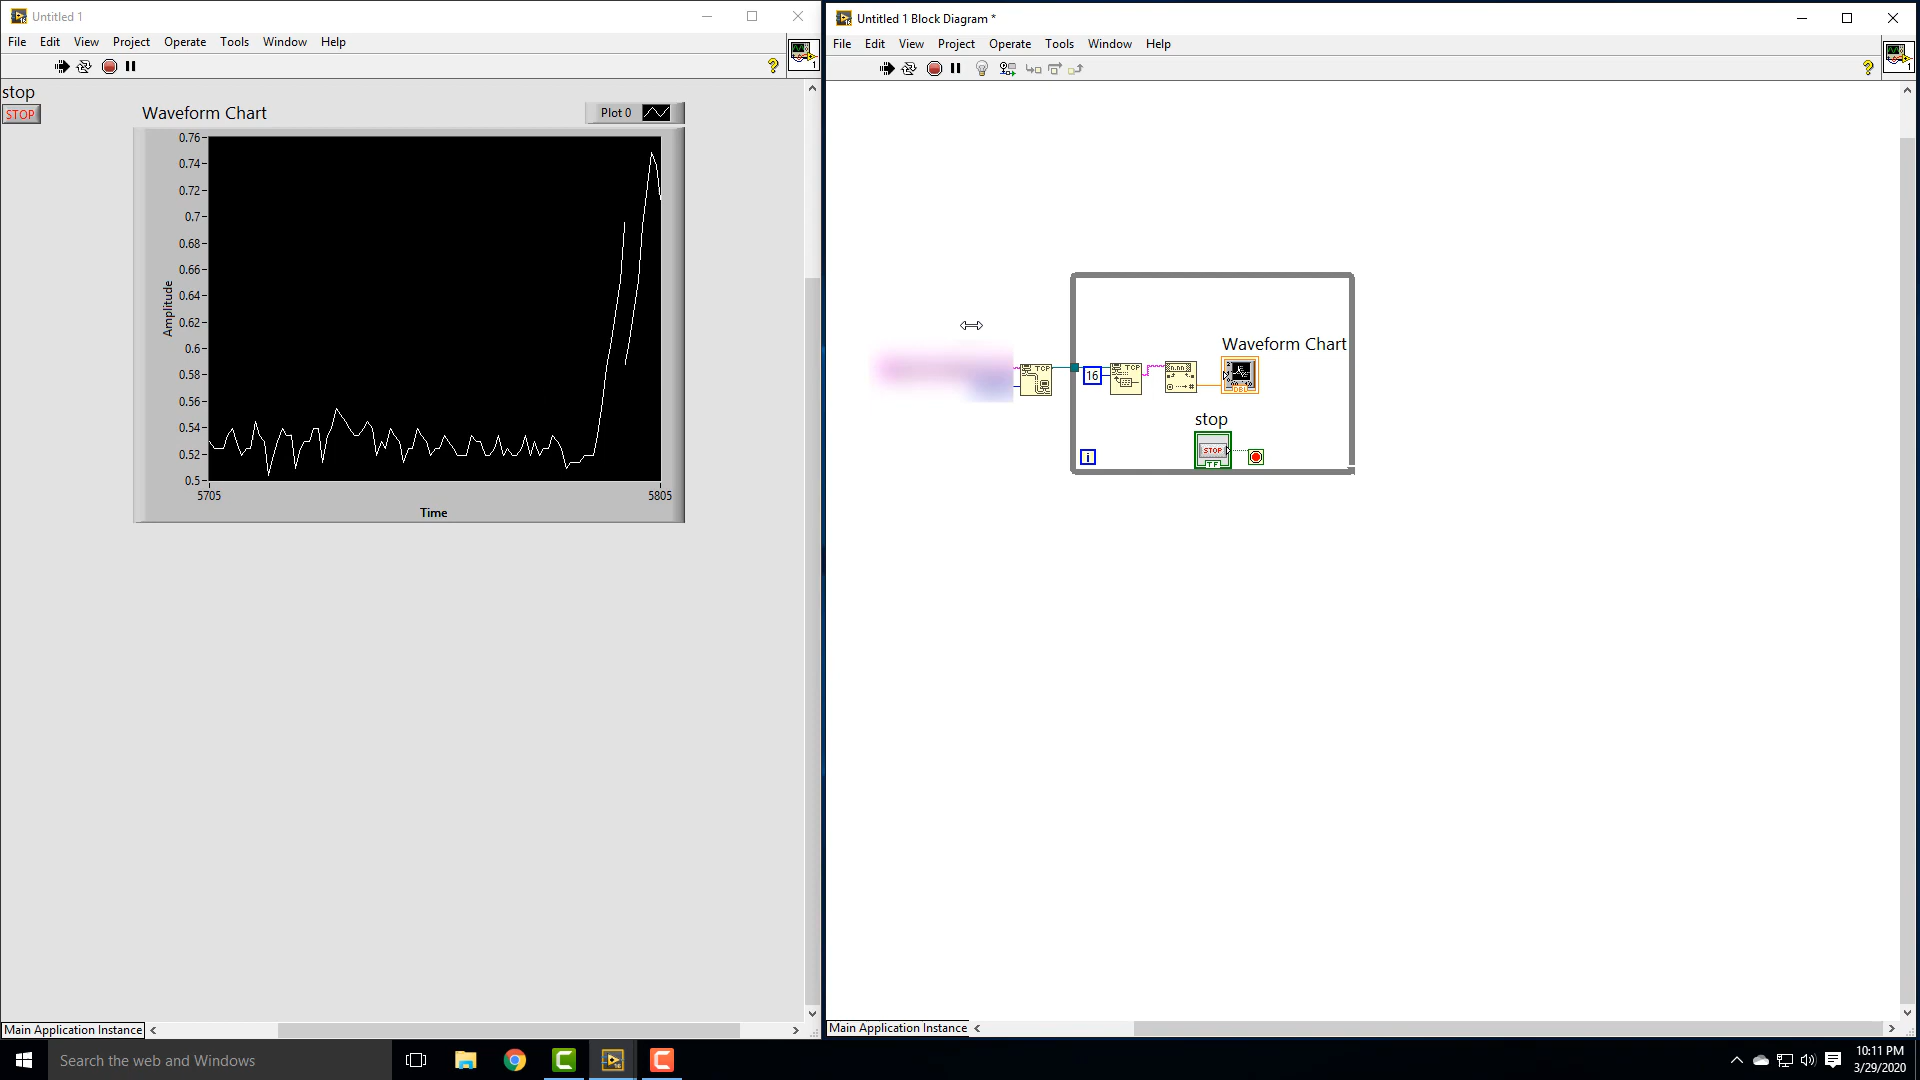 Untitled 1
File Edit View Project Operate Tools Window Help
?
1
stop
STOP
Waveform Chart
Plot 0
0.76
0.74
0.72
0.7
0.68
0.66
0.64
0.62
0.6
0.58
0.56
0.54
0.52
0.5
Amplitude
5705
5805
Time
Main Application Instance
Untitled 1 Block Diagram *
File Edit View Project Operate Tools Window Help
?
1
Waveform Chart
TCP
16
TCP
n.nn
DBL
stop
STOP
TF
i
Main Application Instance
Search the web and Windows
10:11 PM
3/29/2020